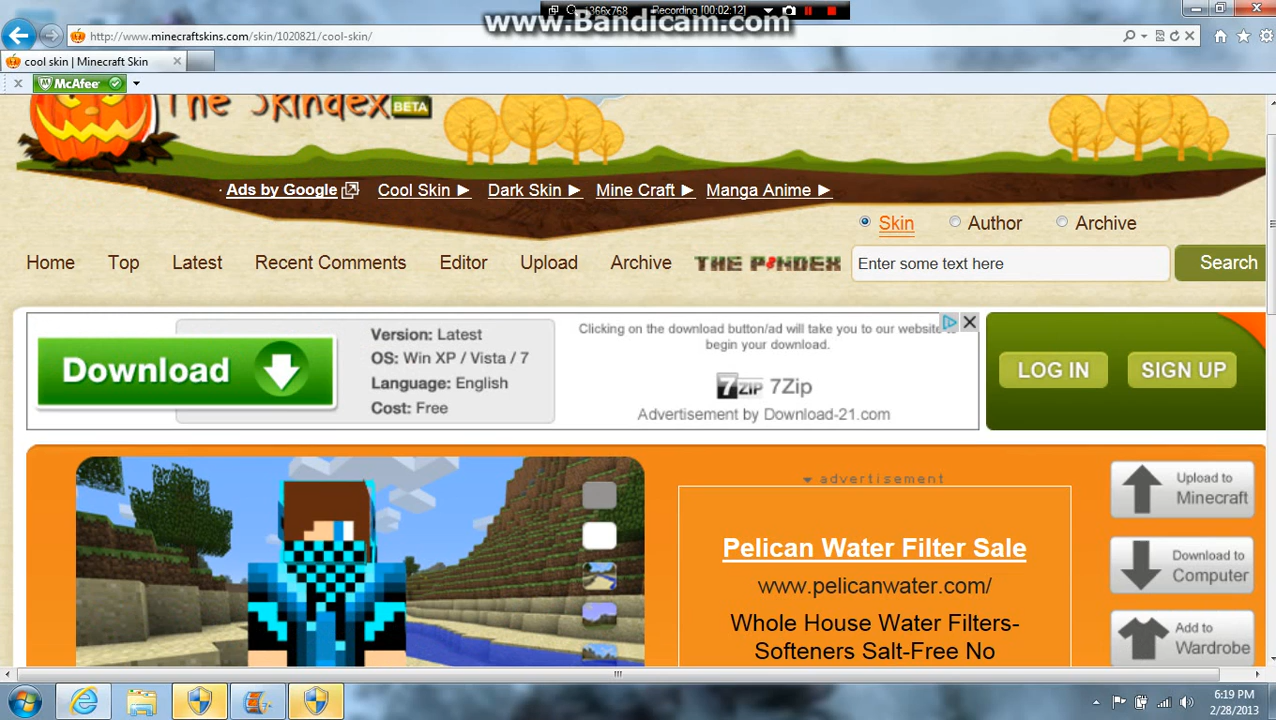 1366x768 Recording [00:02:12]
www.Bandicam.com
http://www.minecraftskins.com/skin/1020821/cool-skin/
cool skin | Minecraft Skin
McAfee
The Skindex BETA
Ads by Google Cool Skin Dark Skin Mine Craft Manga Anime
Skin Author Archive
Home Top Latest Recent Comments Editor Upload Archive THE PINDEX Enter some text here Search
Download
Version: Latest
OS: Win XP / Vista / 7
Language: English
Cost: Free
Clicking on the download button/ad will take you to our website to
begin your download.
7ZIP 7Zip
Advertisement by Download-21.com
LOG IN SIGN UP
advertisement
Pelican Water Filter Sale
www.pelicanwater.com/
Whole House Water Filters-
Softeners Salt-Free No
Upload to
Minecraft
Download to
Computer
Add to
Wardrobe
6:19 PM
2/28/2013